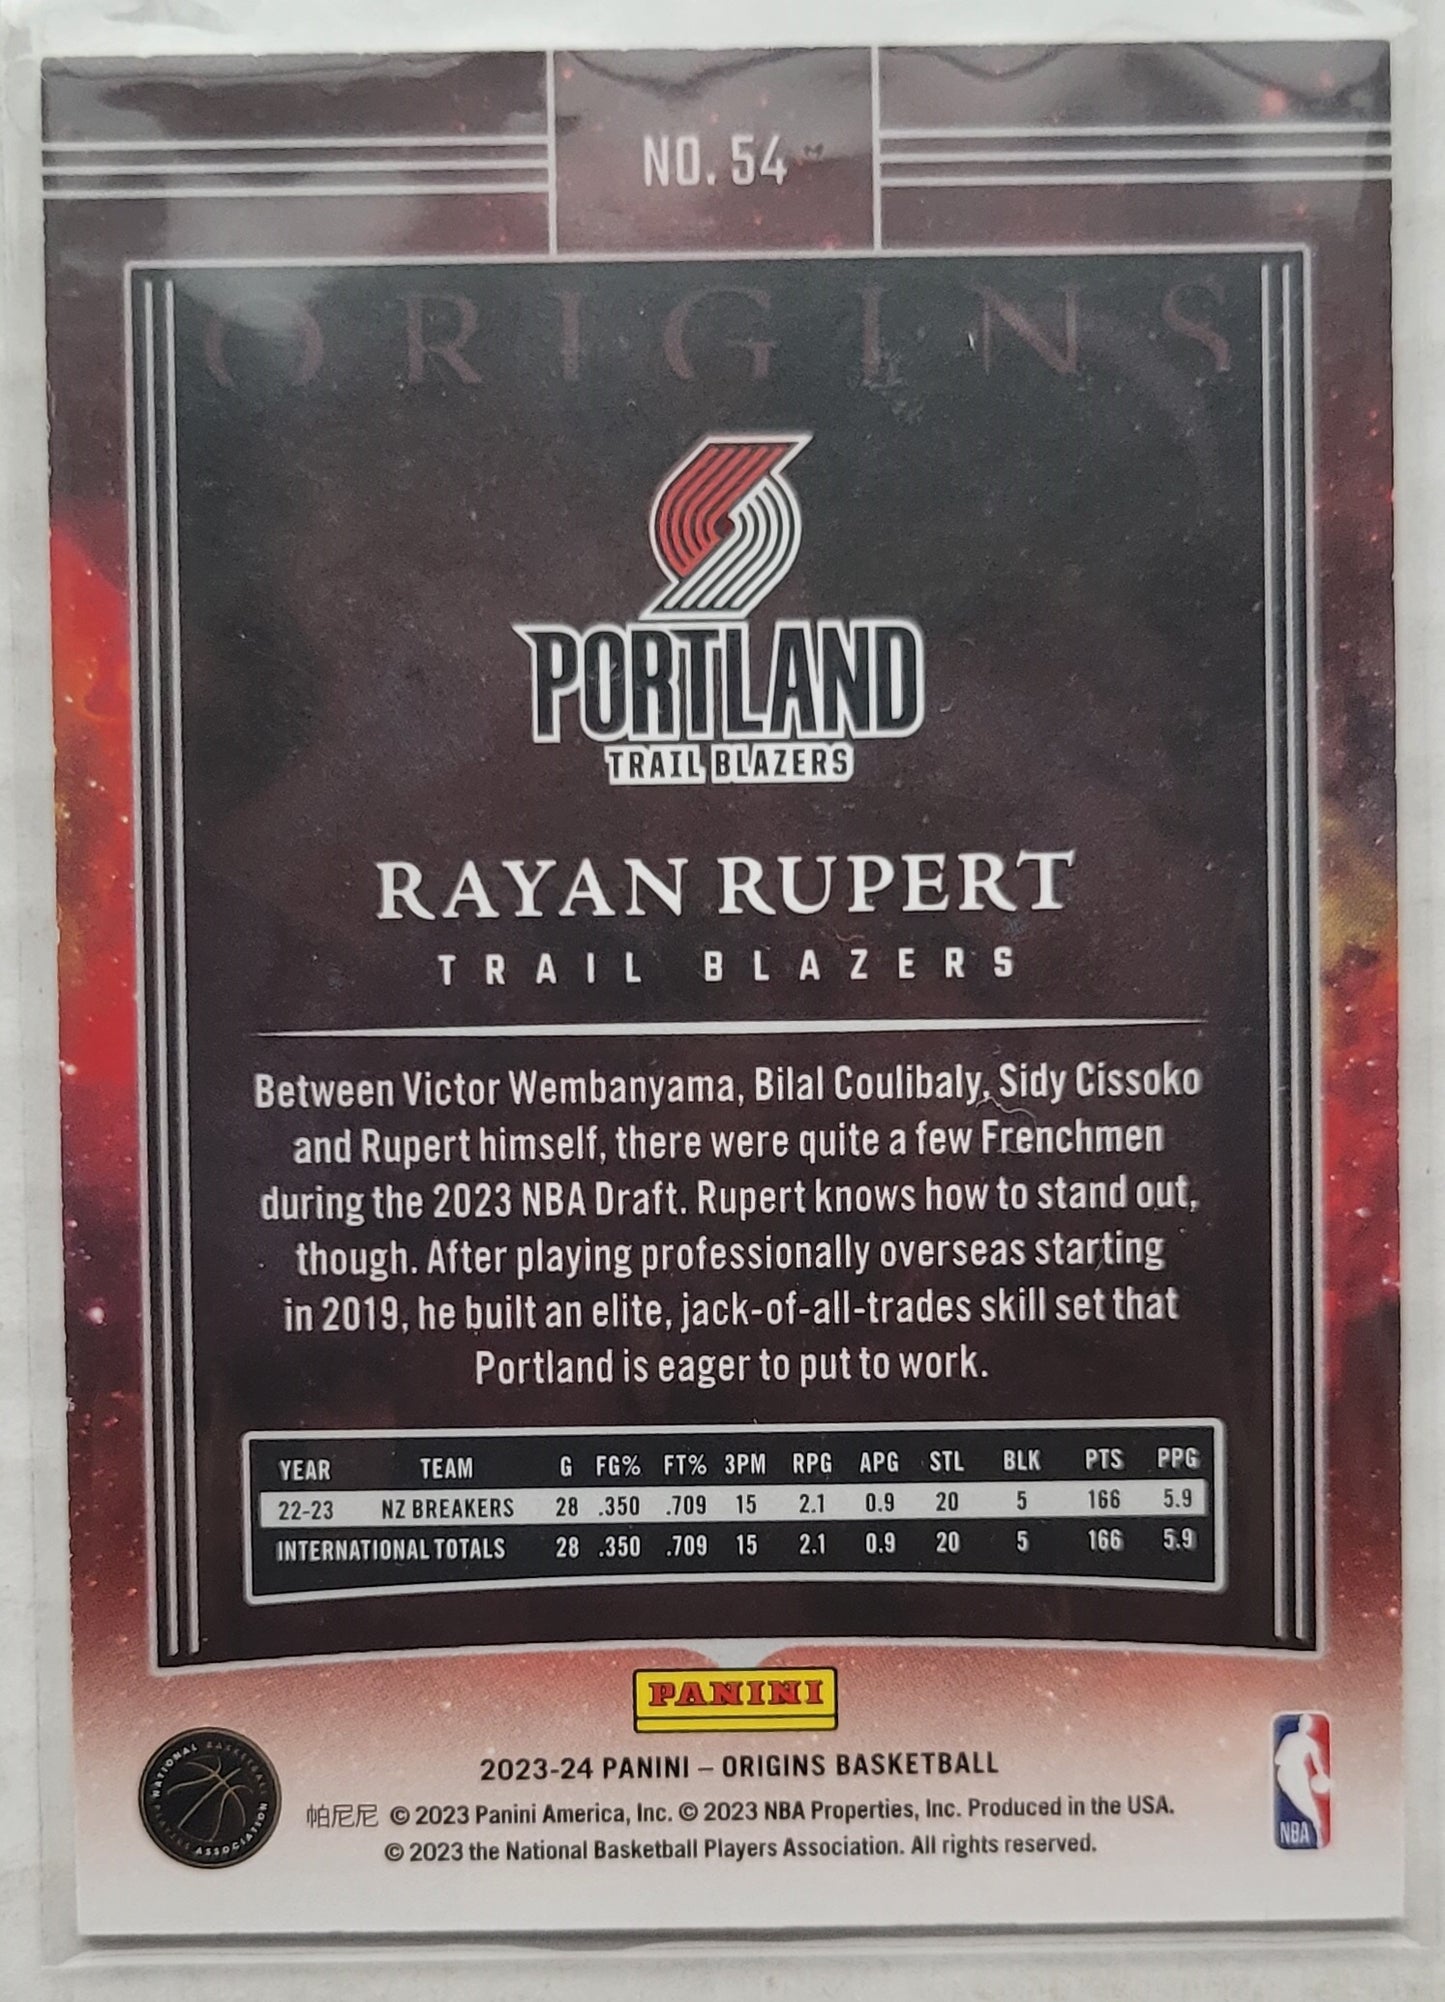 NO. 54
ORIGINS
PORTLAND
TRAIL BLAZERS
RAYAN RUPERT
TRAIL BLAZERS
Between Victor Wembanyama, Bilal Coulibaly, Sidy Cissoko
and Rupert himself, there were quite a few Frenchmen
during the 2023 NBA Draft. Rupert knows how to stand out,
though. After playing professionally overseas starting
in 2019, he built an elite, jack-of-all-trades skill set that
Portland is eager to put to work.
YEAR TEAM G FG% FT% 3PM RPG APG STL BLK PTS PPG
22-23 NZ BREAKERS 28 .350 .709 15 2.1 0.9 20 5 166 5.9
INTERNATIONAL TOTALS 28 .350 .709 15 2.1 0.9 20 5 166 5.9
PANINI
NATIONAL BASKETBALL PLAYERS ASSOCIATION
2023-24 PANINI – ORIGINS BASKETBALL
帕尼尼 © 2023 Panini America, Inc. © 2023 NBA Properties, Inc. Produced in the USA.
© 2023 the National Basketball Players Association. All rights reserved.
NBA